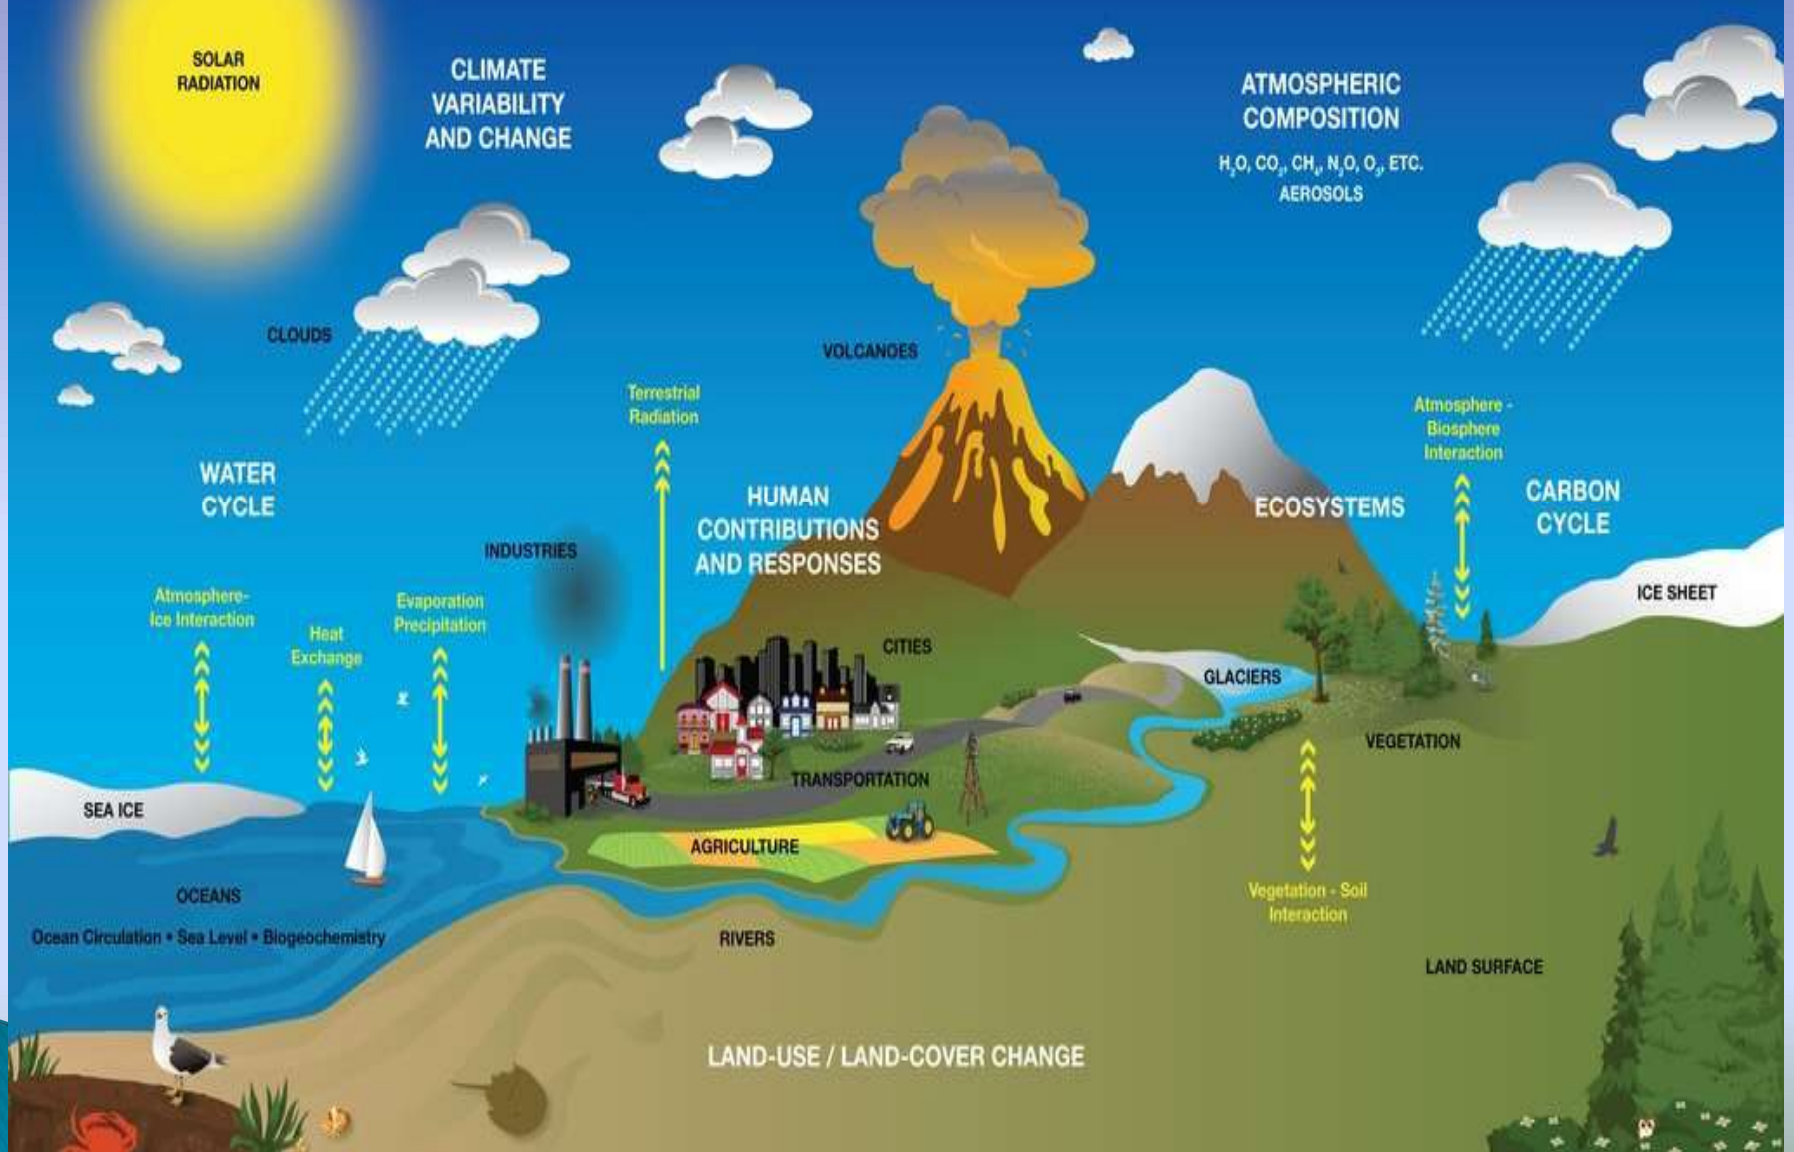 SOLAR
RADIATION
CLIMATE
VARIABILITY
AND CHANGE
ATMOSPHERIC
COMPOSITION
H₂O, CO₂, CH₄, N₂O, O₃, ETC.
AEROSOLS
CLOUDS
VOLCANOES
Terrestrial
Radiation
Atmosphere -
Biosphere
Interaction
WATER
CYCLE
HUMAN
CONTRIBUTIONS
AND RESPONSES
ECOSYSTEMS
CARBON
CYCLE
INDUSTRIES
Atmosphere-
Ice Interaction
Heat
Exchange
Evaporation
Precipitation
ICE SHEET
CITIES
GLACIERS
VEGETATION
TRANSPORTATION
SEA ICE
AGRICULTURE
OCEANS
Ocean Circulation • Sea Level • Biogeochemistry
RIVERS
Vegetation - Soil
Interaction
LAND SURFACE
LAND-USE / LAND-COVER CHANGE